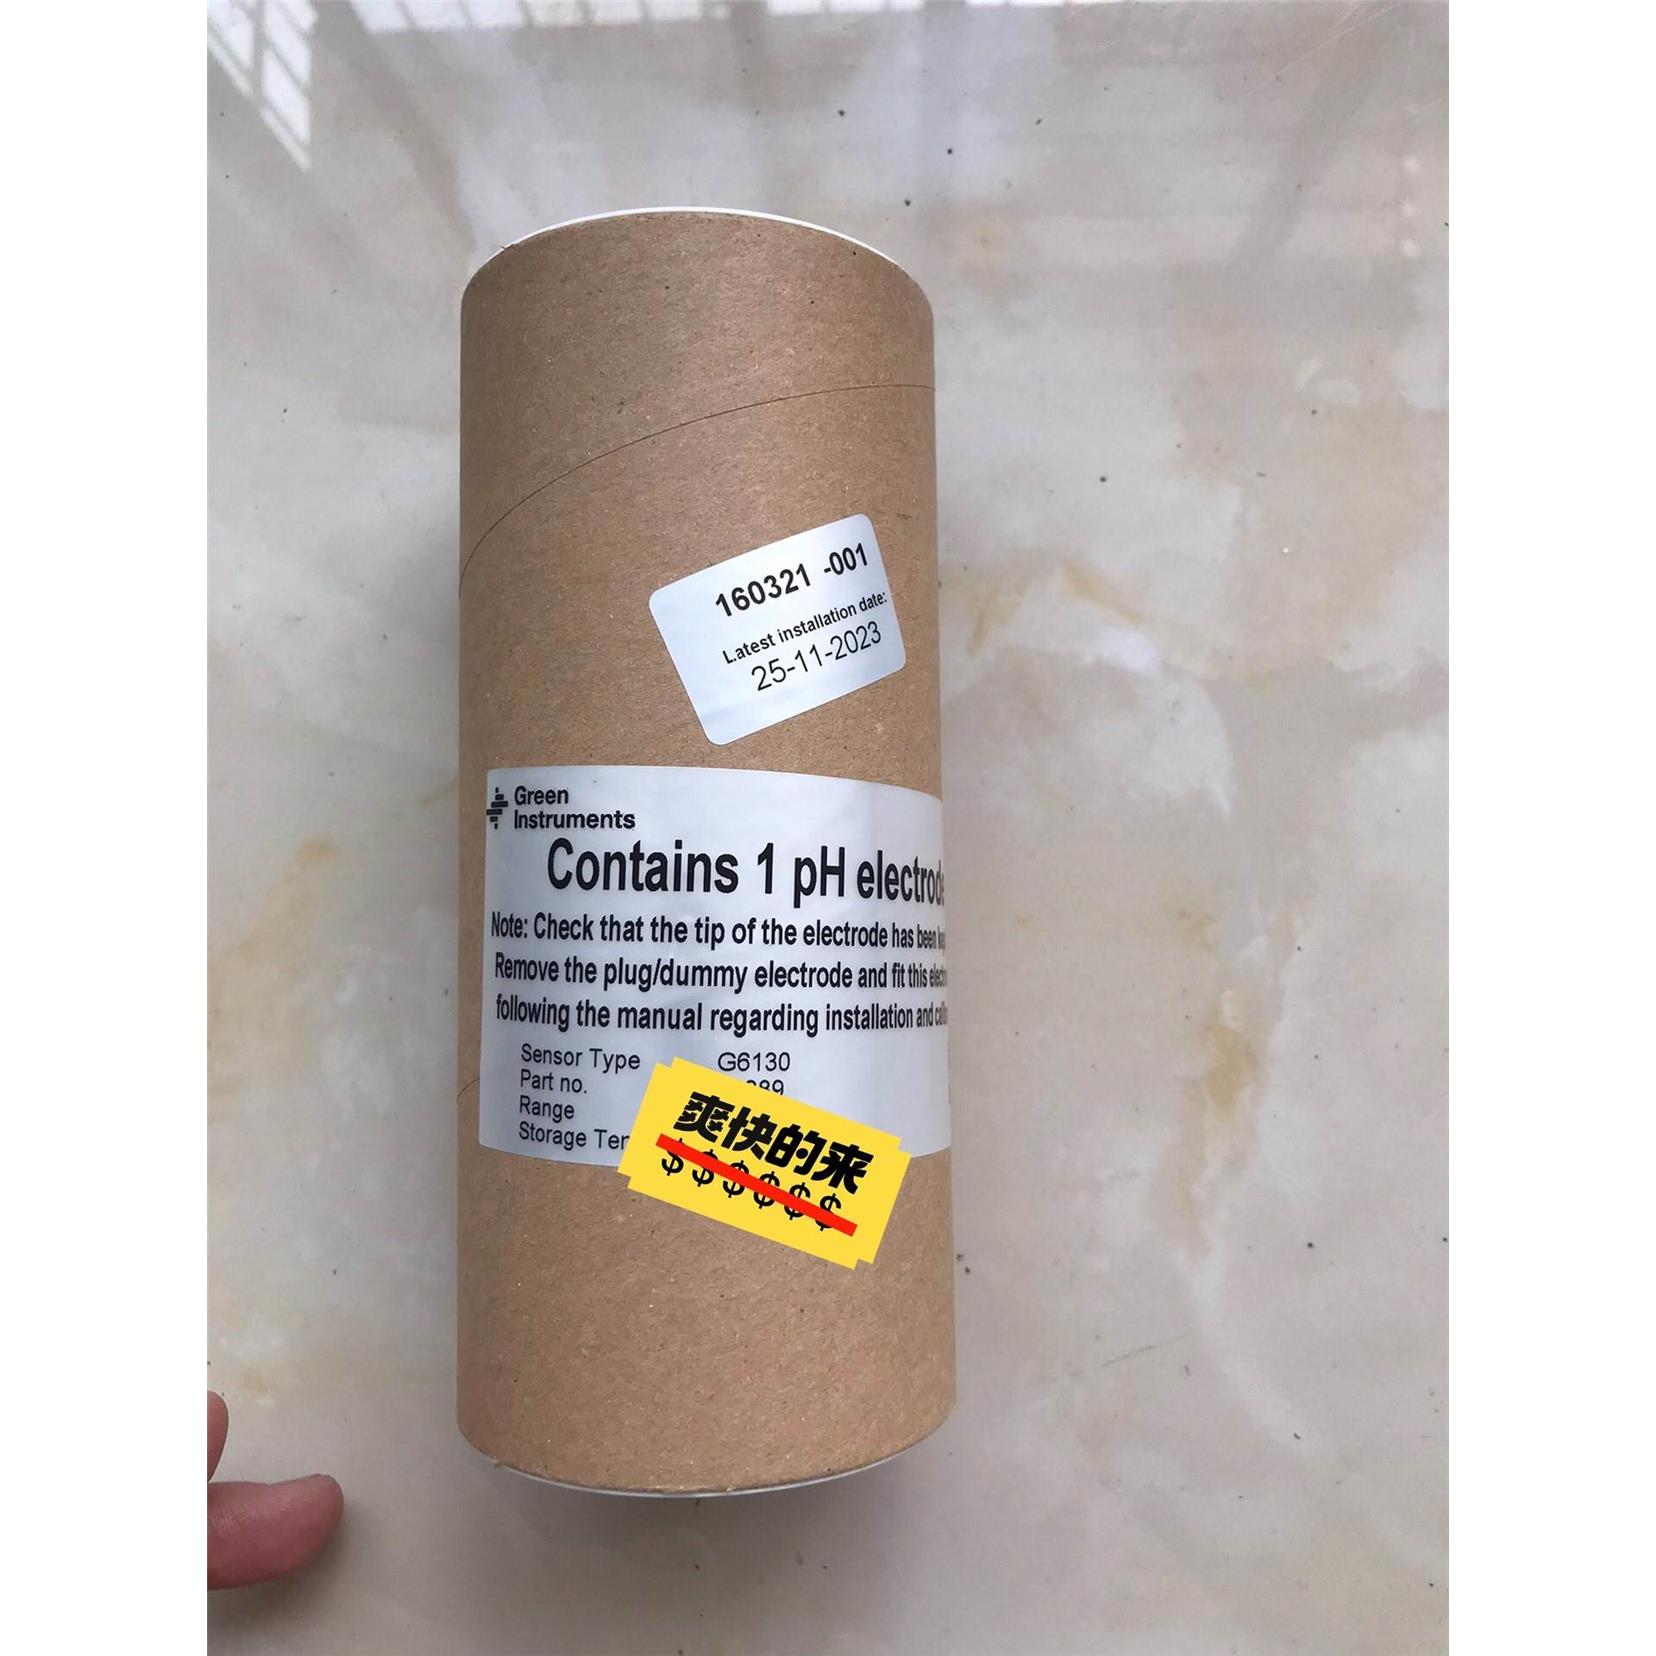 160321 -001
Latest installation date:
25-11-2023
Green
Instruments
Contains 1 pH electrode
Note: Check that the tip of the electrode has been
Remove the plug/dummy electrode and fit this
following the manual regarding installation and
Sensor Type G6130
Part no.
Range
Storage
爽快的来
$$$$$$